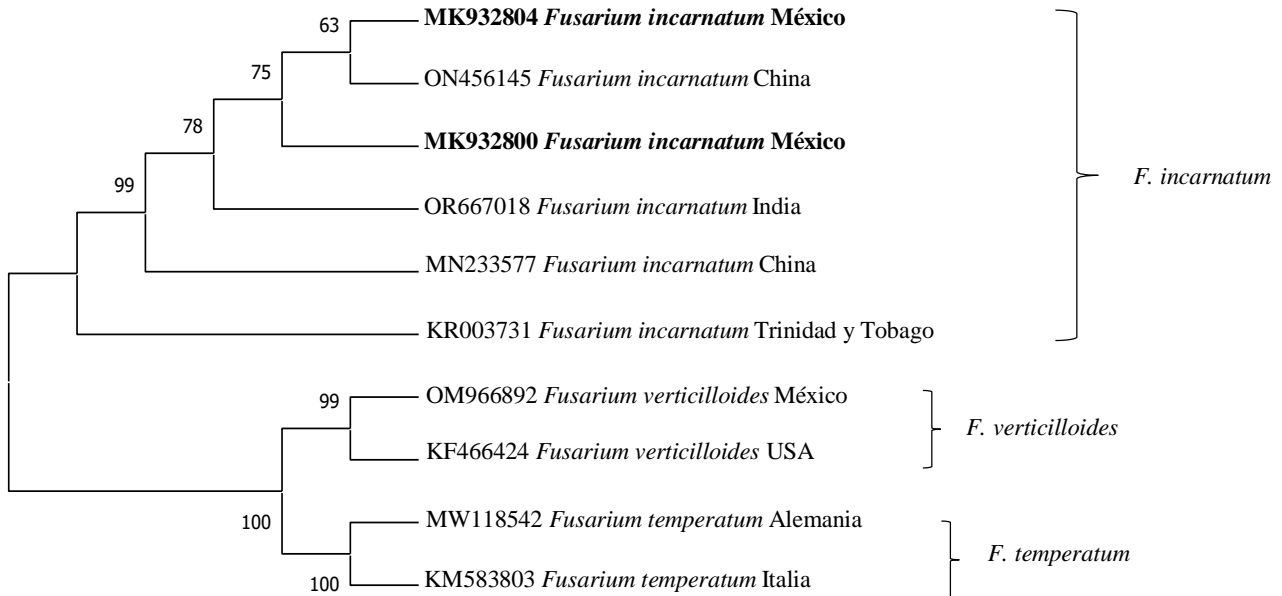 63
MK932804 Fusarium incarnatum México
ON456145 Fusarium incarnatum China
75
MK932800 Fusarium incarnatum México
78
OR667018 Fusarium incarnatum India
99
MN233577 Fusarium incarnatum China
KR003731 Fusarium incarnatum Trinidad y Tobago
F. incarnatum
99
OM966892 Fusarium verticilloides México
KF466424 Fusarium verticilloides USA
F. verticilloides
100
MW118542 Fusarium temperatum Alemania
100
KM583803 Fusarium temperatum Italia
F. temperatum